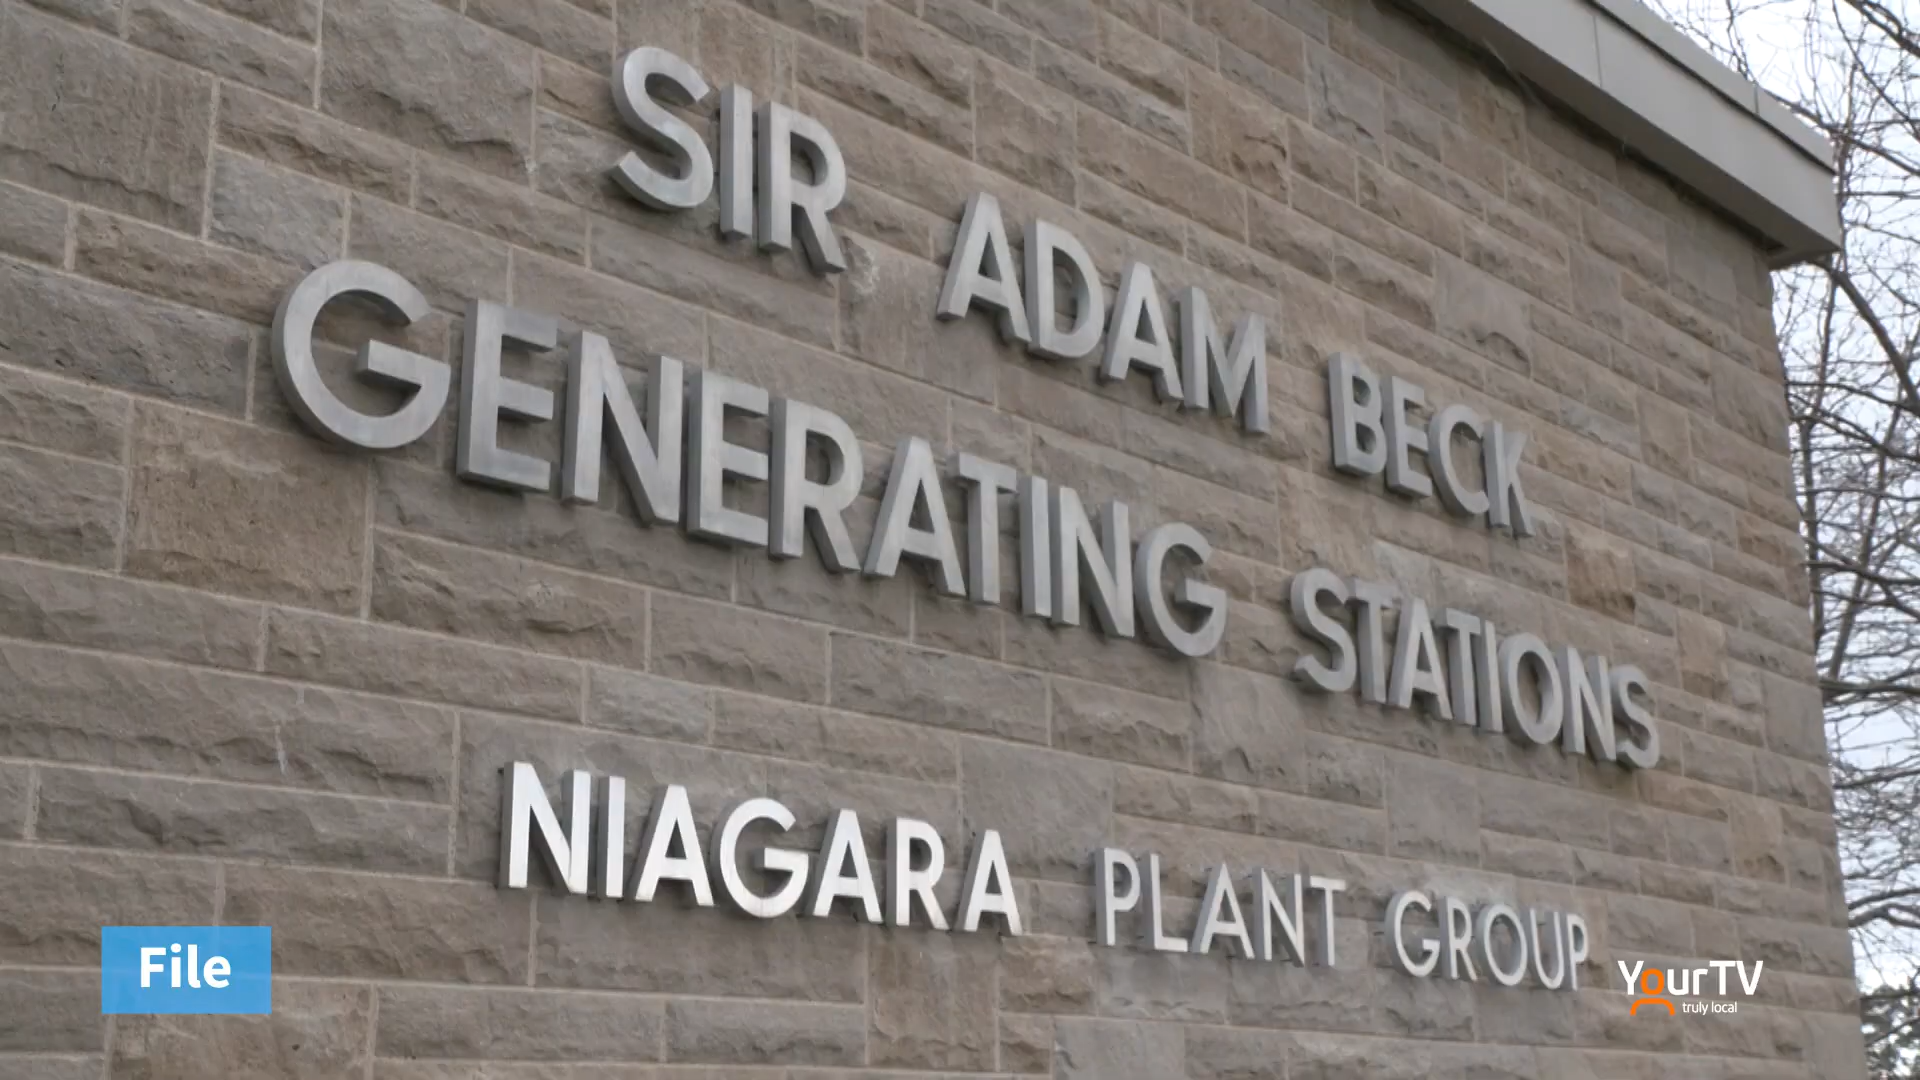 SIR ADAM BECK
GENERATING STATIONS
NIAGARA PLANT GROUP
File
YourTV
truly local